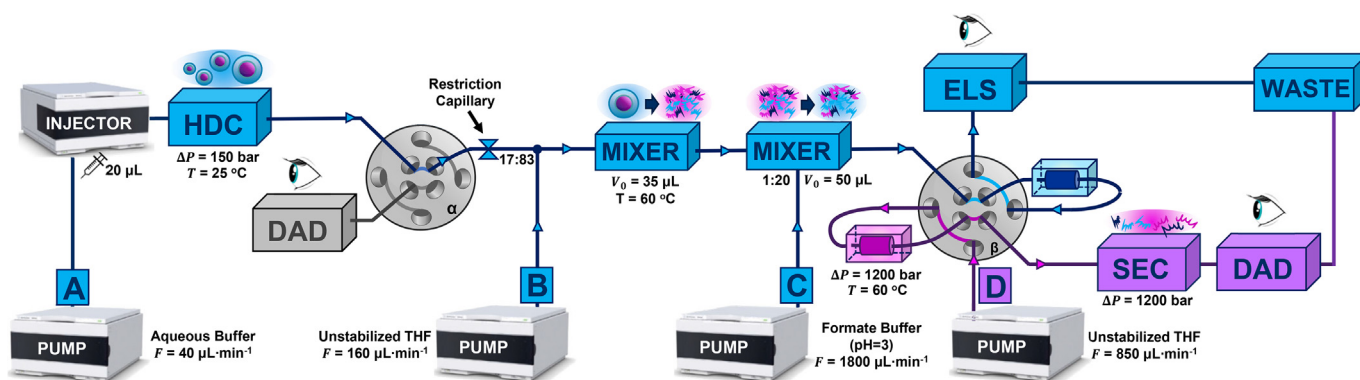 INJECTOR
20 µL
HDC
ΔP = 150 bar
T = 25 °C
DAD
α
Restriction
Capillary
17:83
MIXER
V₀ = 35 µL
T = 60 °C
MIXER
1:20
V₀ = 50 µL
ELS
WASTE
β
ΔP = 1200 bar
T = 60 °C
SEC
ΔP = 1200 bar
DAD
A
B
C
D
PUMP
Aqueous Buffer
F = 40 µL·min⁻¹
Unstabilized THF
F = 160 µL·min⁻¹
PUMP
PUMP
Formate Buffer
(pH=3)
F = 1800 µL·min⁻¹
PUMP
Unstabilized THF
F = 850 µL·min⁻¹